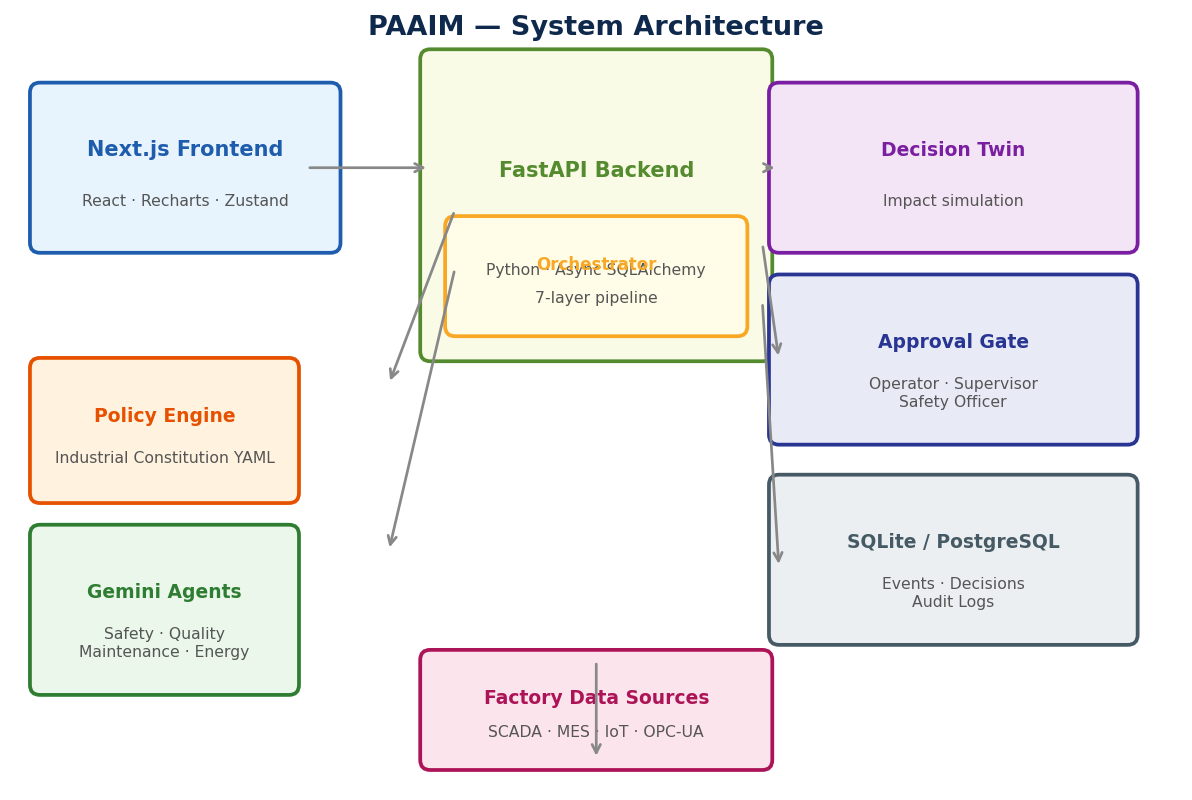 PAAIM — System Architecture
Next.js Frontend
React · Recharts · Zustand
FastAPI Backend
Python · Async SQLAlchemy
Orchestrator
7-layer pipeline
Decision Twin
Impact simulation
Approval Gate
Operator · Supervisor
Safety Officer
Policy Engine
Industrial Constitution YAML
Gemini Agents
Safety · Quality
Maintenance · Energy
SQLite / PostgreSQL
Events · Decisions
Audit Logs
Factory Data Sources
SCADA · MES · IoT · OPC-UA